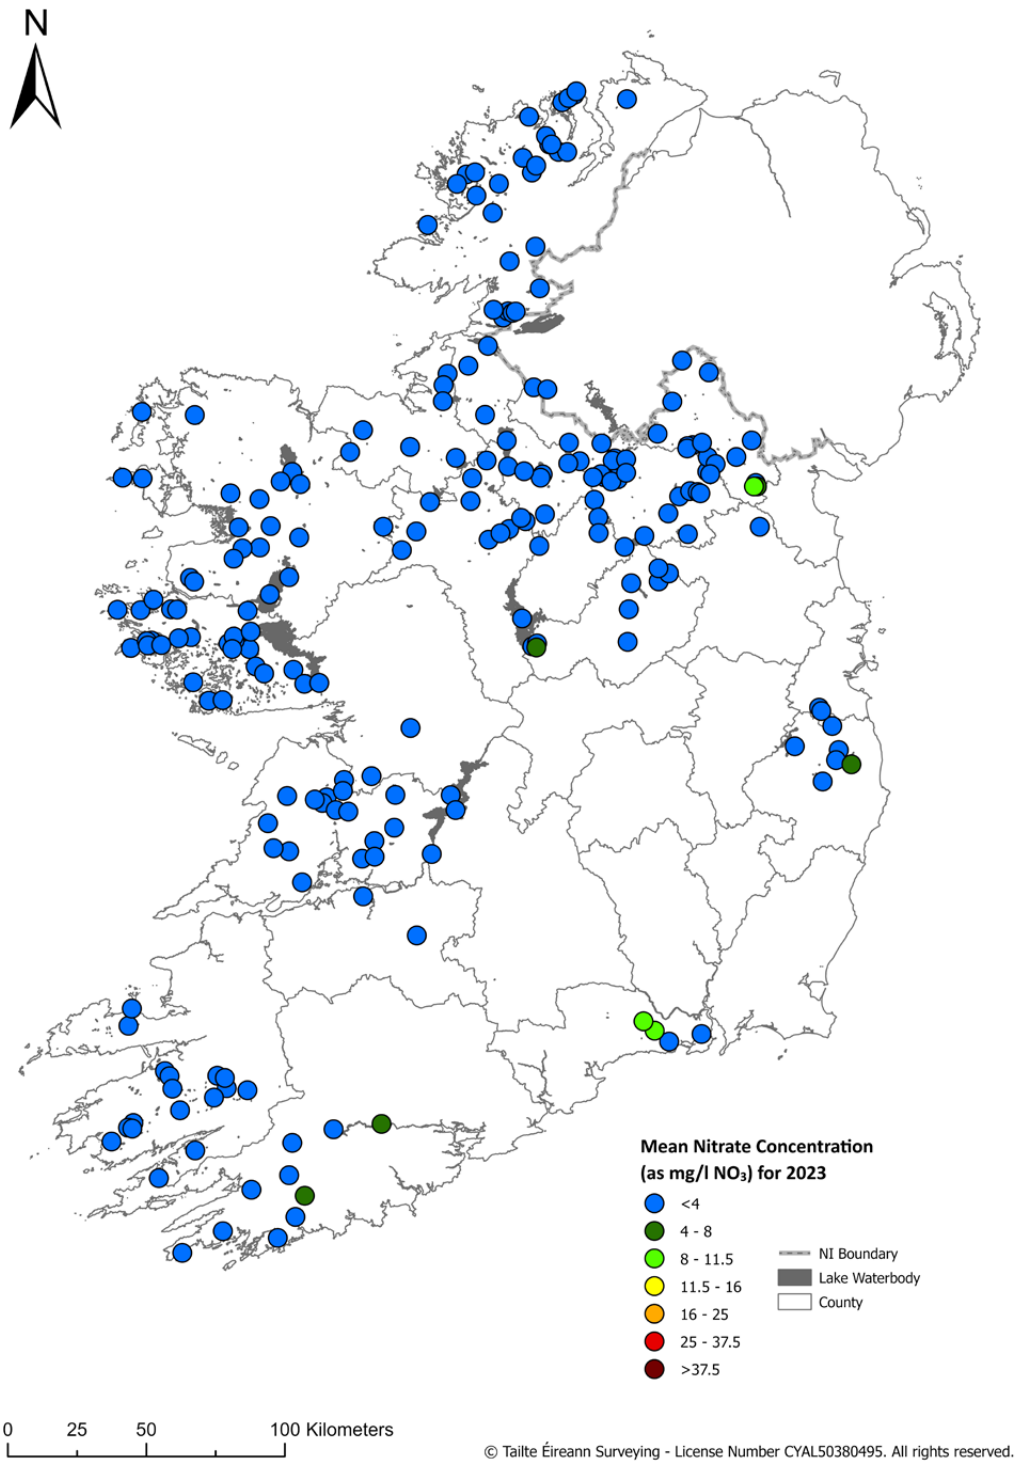 N
Mean Nitrate Concentration
(as mg/l NO₃) for 2023
<4
4 - 8
8 - 11.5
11.5 - 16
16 - 25
25 - 37.5
>37.5
NI Boundary
Lake Waterbody
County
0 25 50 100 Kilometers
© Tailte Éireann Surveying - License Number CYAL50380495. All rights reserved.